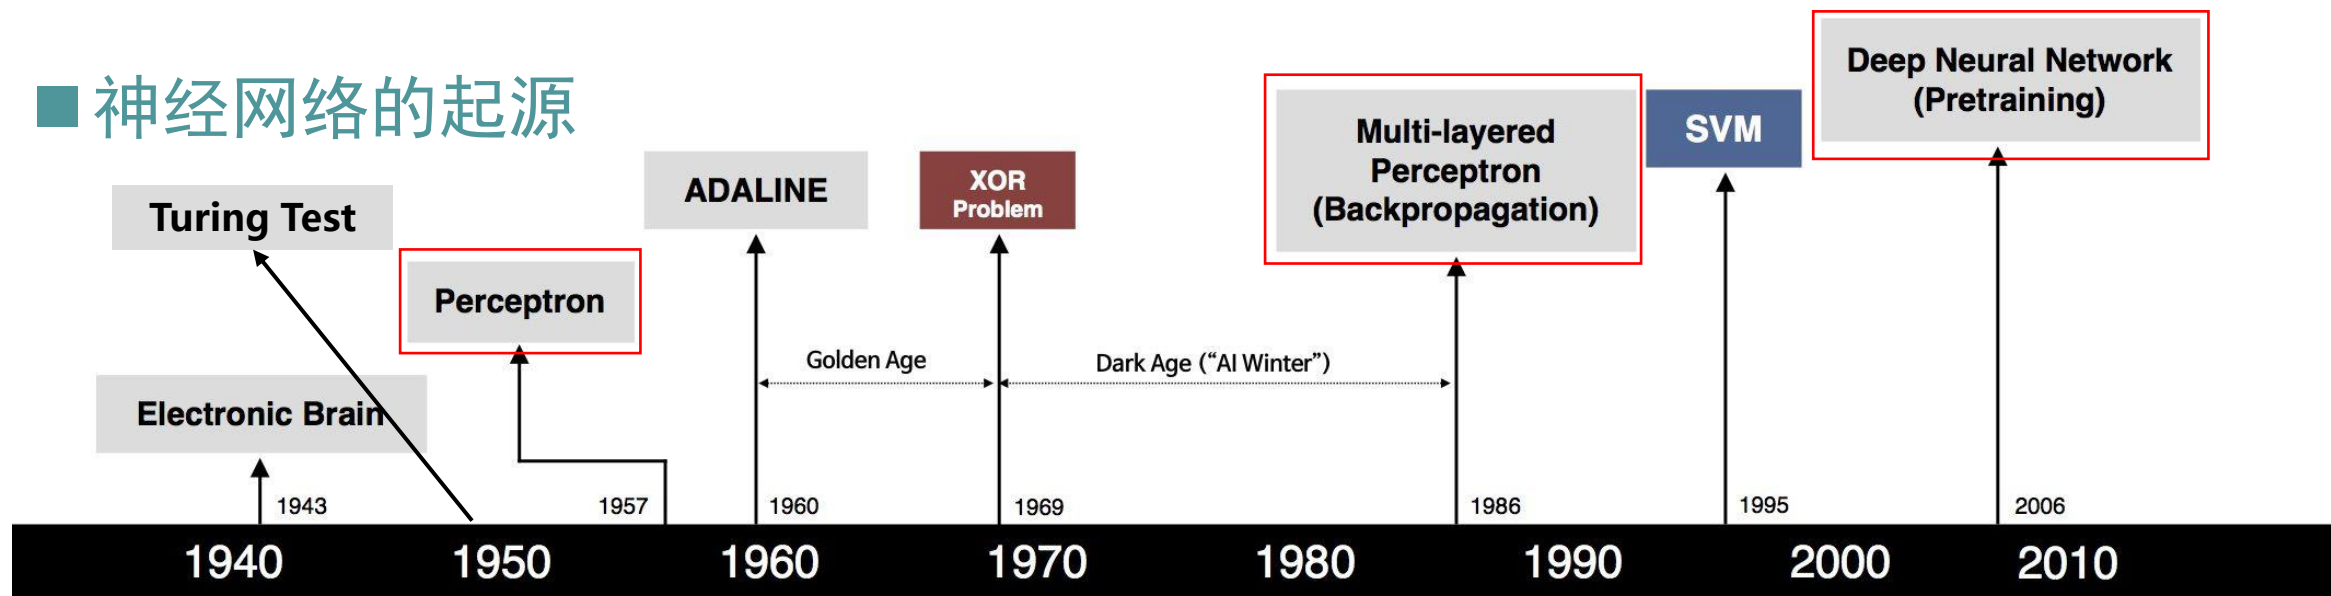 ■神经网络的起源
Turing Test
Electronic Brain
Perceptron
ADALINE
XOR
Problem
Multi-layered
Perceptron
(Backpropagation)
SVM
Deep Neural Network
(Pretraining)
Golden Age
Dark Age (“AI Winter”)
1943
1957
1960
1969
1986
1995
2006
1940
1950
1960
1970
1980
1990
2000
2010